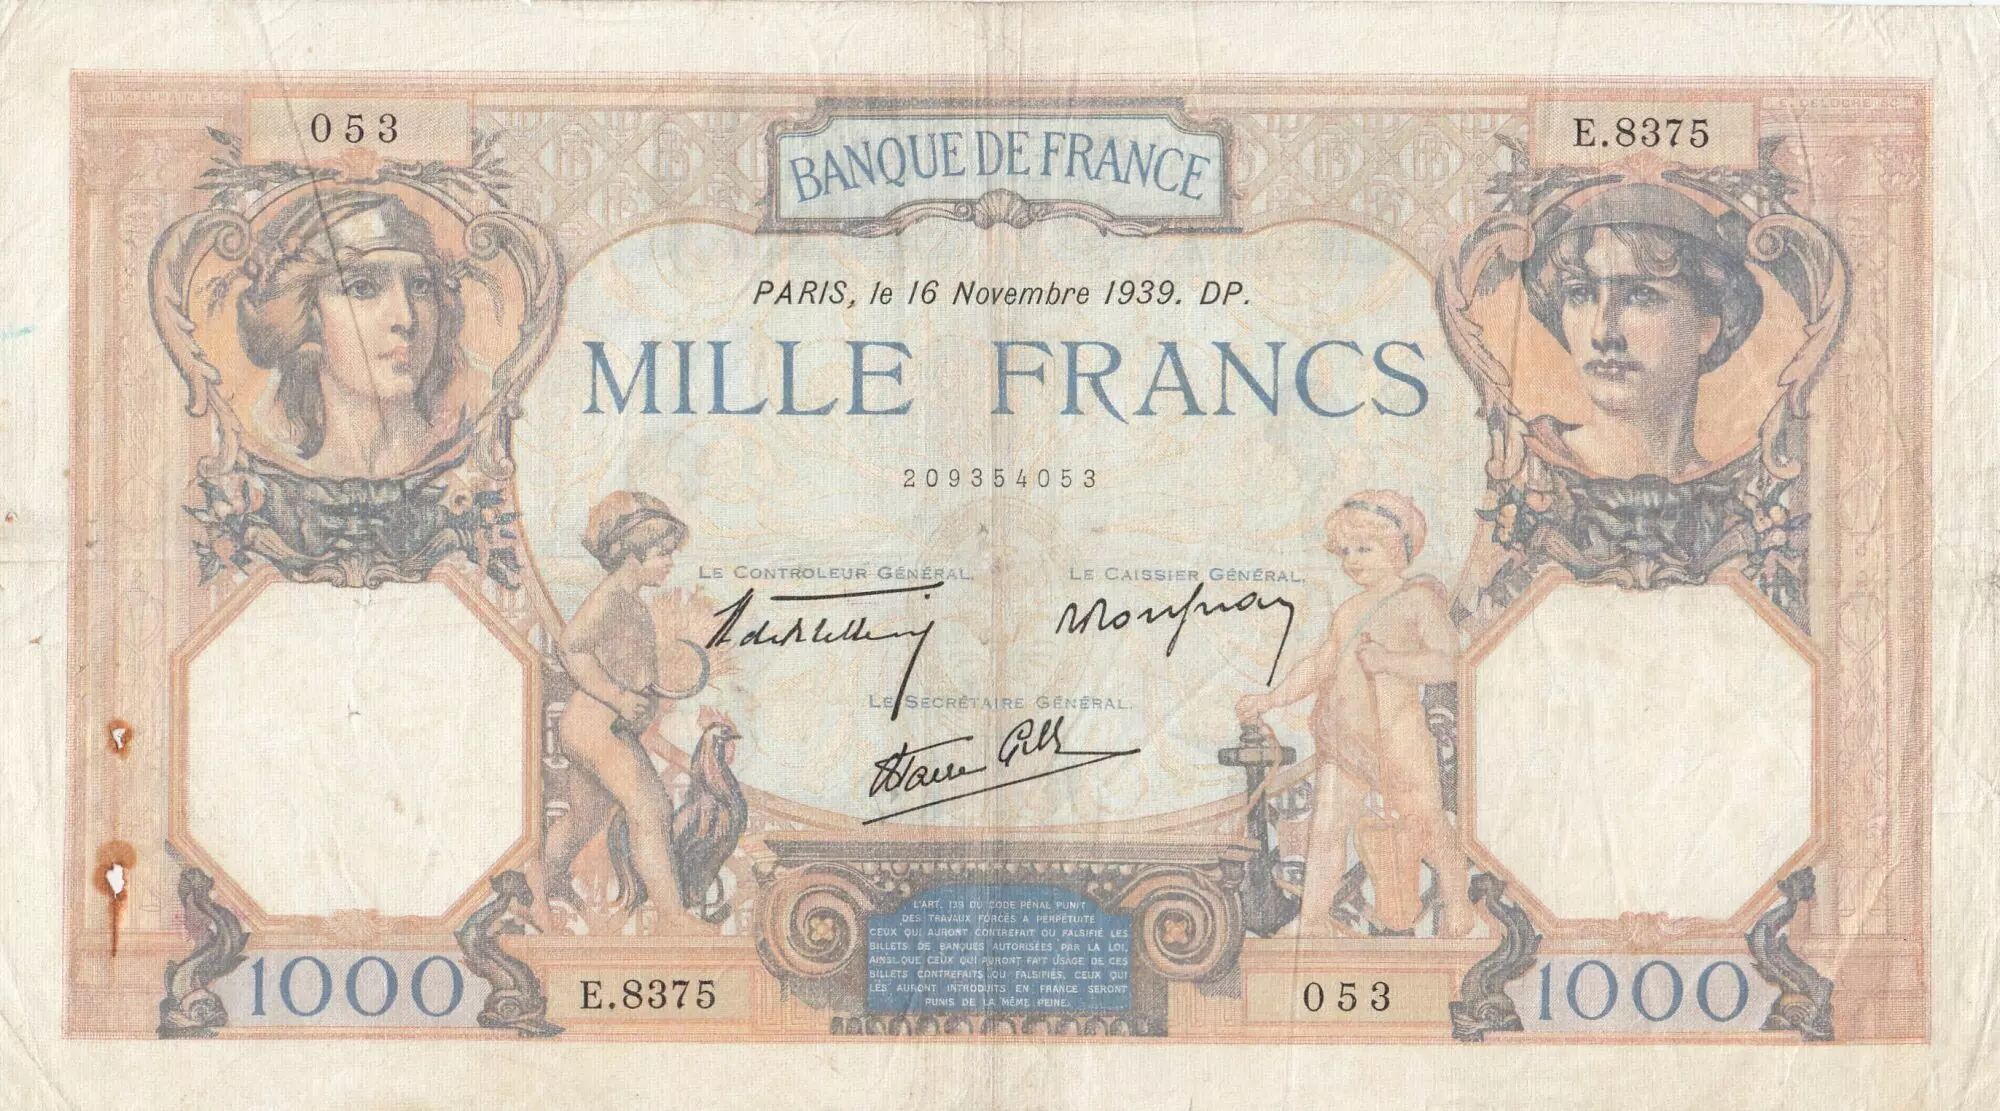 053
E.8375
BANQUE DE FRANCE
E. DELOCHE SC
PARIS, le 16 Novembre 1939. DP.
MILLE FRANCS
209354053
LE CONTROLEUR GÉNÉRAL,
LE CAISSIER GÉNÉRAL,
LE SECRÉTAIRE GÉNÉRAL,
L'ART. 139 DU CODE PÉNAL PUNIT
DES TRAVAUX FORCÉS A PERPÉTUITÉ
CEUX QUI AURONT CONTREFAIT OU FALSIFIÉ LES
BILLETS DE BANQUES AUTORISÉES PAR LA LOI,
AINSI QUE CEUX QUI AURONT FAIT USAGE DE CES
BILLETS CONTREFAITS OU FALSIFIÉS. CEUX QUI
LES AURONT INTRODUITS EN FRANCE SERONT
PUNIS DE LA MÊME PEINE.
1000
E.8375
053
1000